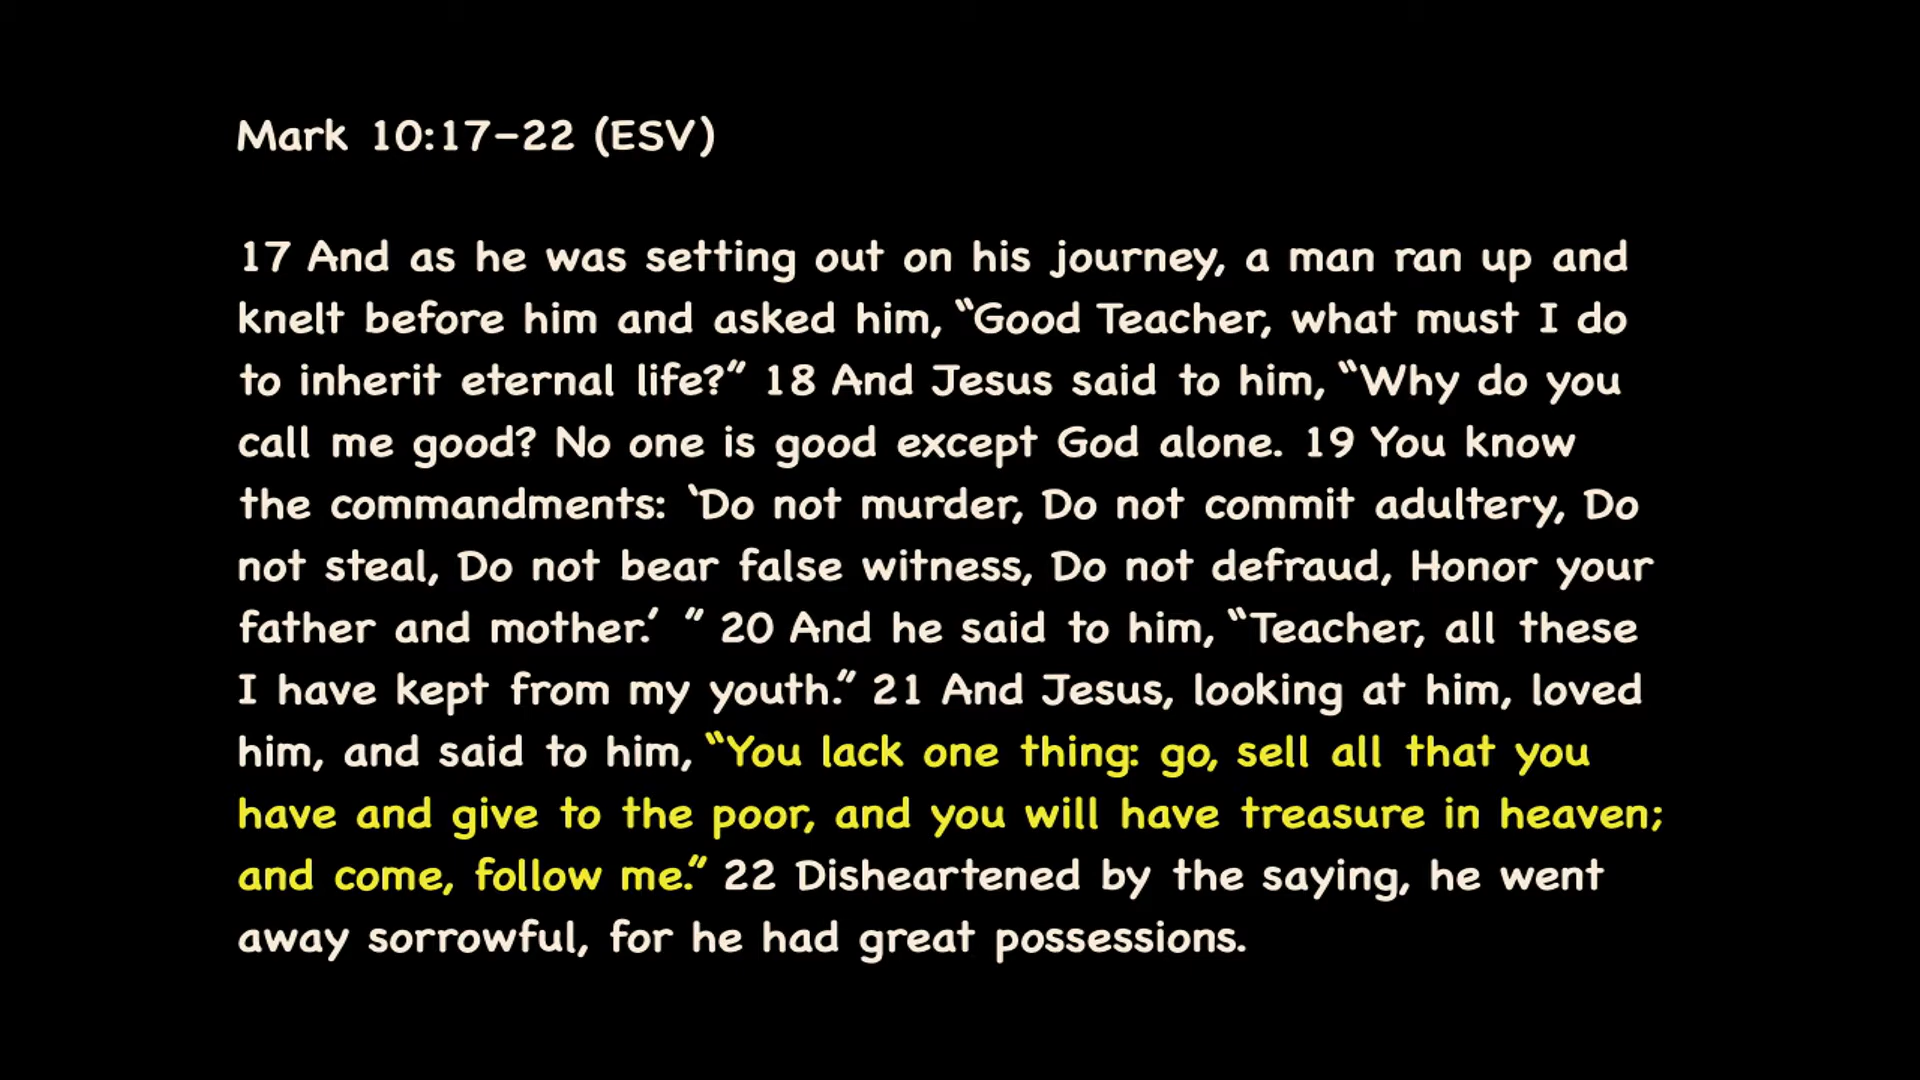 Mark 10:17–22 (ESV)
17 And as he was setting out on his journey, a man ran up and
knelt before him and asked him, “Good Teacher, what must I do
to inherit eternal life?” 18 And Jesus said to him, “Why do you
call me good? No one is good except God alone. 19 You know
the commandments: ‘Do not murder, Do not commit adultery, Do
not steal, Do not bear false witness, Do not defraud, Honor your
father and mother.’ ” 20 And he said to him, “Teacher, all these
I have kept from my youth.” 21 And Jesus, looking at him, loved
him, and said to him, “You lack one thing: go, sell all that you
have and give to the poor, and you will have treasure in heaven;
and come, follow me.” 22 Disheartened by the saying, he went
away sorrowful, for he had great possessions.